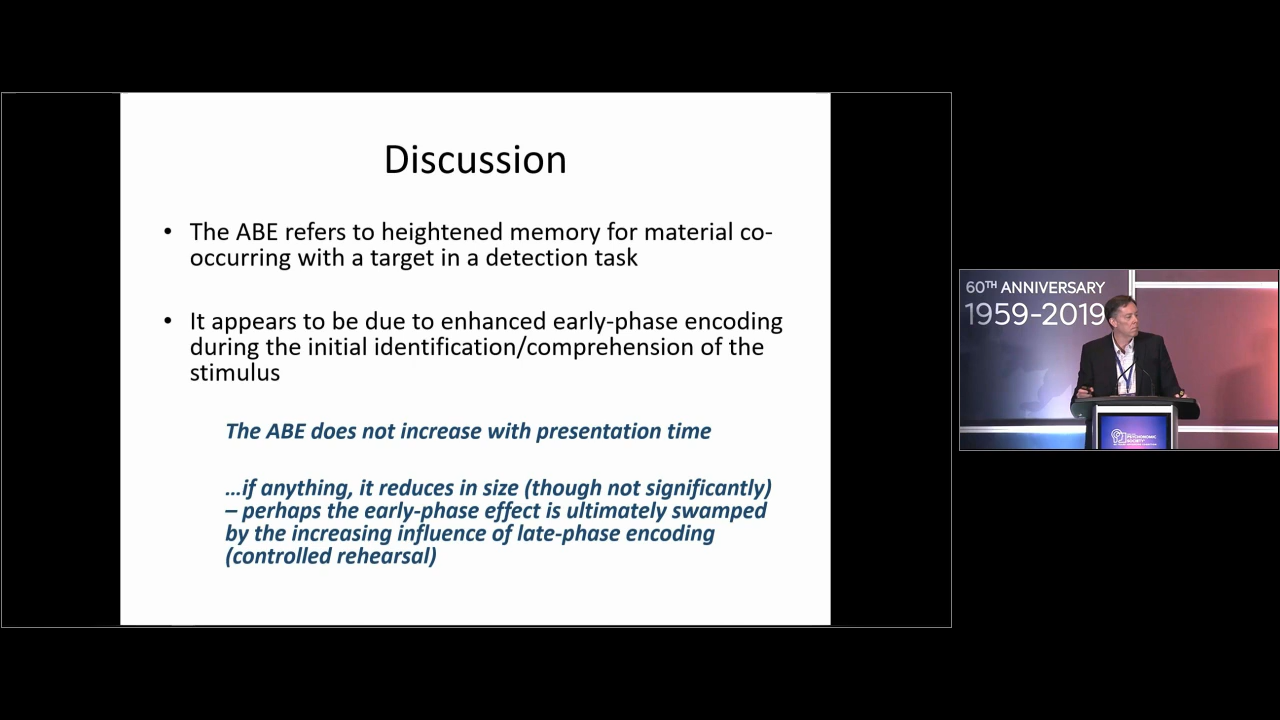 Discussion
• The ABE refers to heightened memory for material co-
occurring with a target in a detection task
• It appears to be due to enhanced early-phase encoding
during the initial identification/comprehension of the
stimulus
The ABE does not increase with presentation time
…if anything, it reduces in size (though not significantly)
– perhaps the early-phase effect is ultimately swamped
by the increasing influence of late-phase encoding
(controlled rehearsal)
60TH ANNIVERSARY
1959-2019
PSYCHONOMIC
SOCIETY